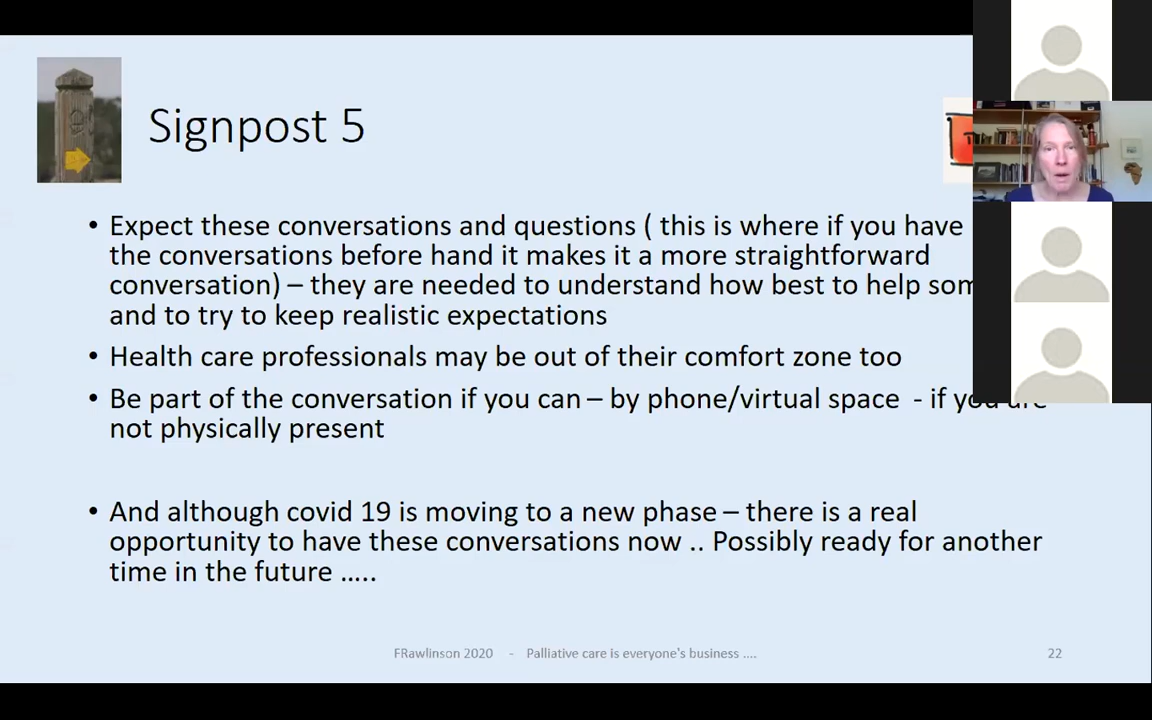 Signpost 5
• Expect these conversations and questions ( this is where if you have
the conversations before hand it makes it a more straightforward
conversation) – they are needed to understand how best to help
and to try to keep realistic expectations
• Health care professionals may be out of their comfort zone too
• Be part of the conversation if you can – by phone/virtual space - if you are
not physically present
• And although covid 19 is moving to a new phase – there is a real
opportunity to have these conversations now .. Possibly ready for another
time in the future …..
FRawlinson 2020 - Palliative care is everyone's business .... 22